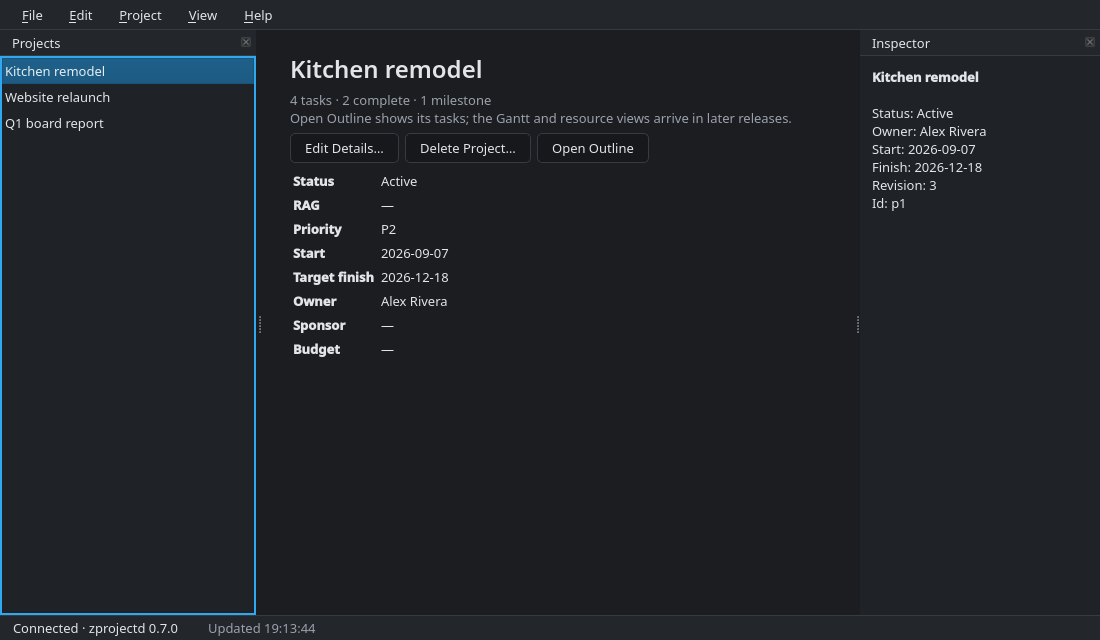 File Edit Project View Help
Projects
Kitchen remodel
Website relaunch
Q1 board report
Kitchen remodel
4 tasks · 2 complete · 1 milestone
Open Outline shows its tasks; the Gantt and resource views arrive in later releases.
Edit Details... Delete Project... Open Outline
Status Active
RAG —
Priority P2
Start 2026-09-07
Target finish 2026-12-18
Owner Alex Rivera
Sponsor —
Budget —
Inspector
Kitchen remodel
Status: Active
Owner: Alex Rivera
Start: 2026-09-07
Finish: 2026-12-18
Revision: 3
Id: p1
Connected · zprojectd 0.7.0 Updated 19:13:44